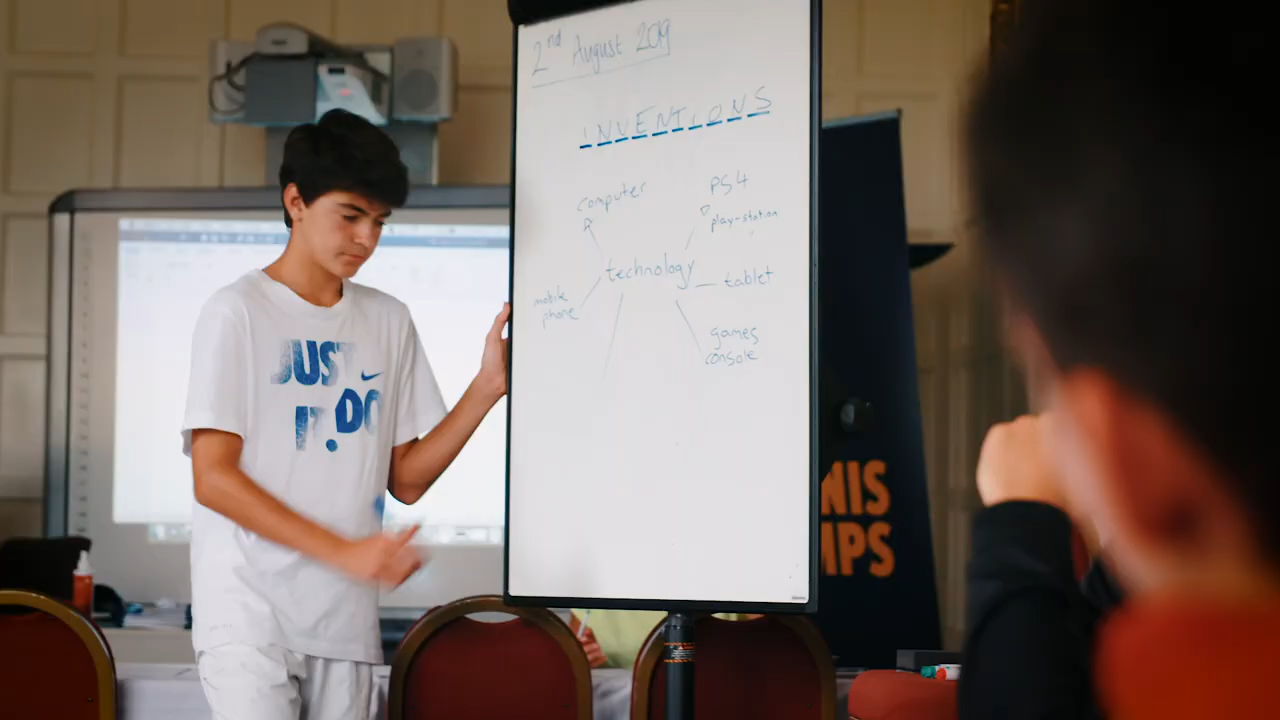 2nd August 2019
INVENTIONS
computer
PS4
play-station
technology
tablet
mobile
phone
games
console
JUST
DO
IT.
NIS
MPS